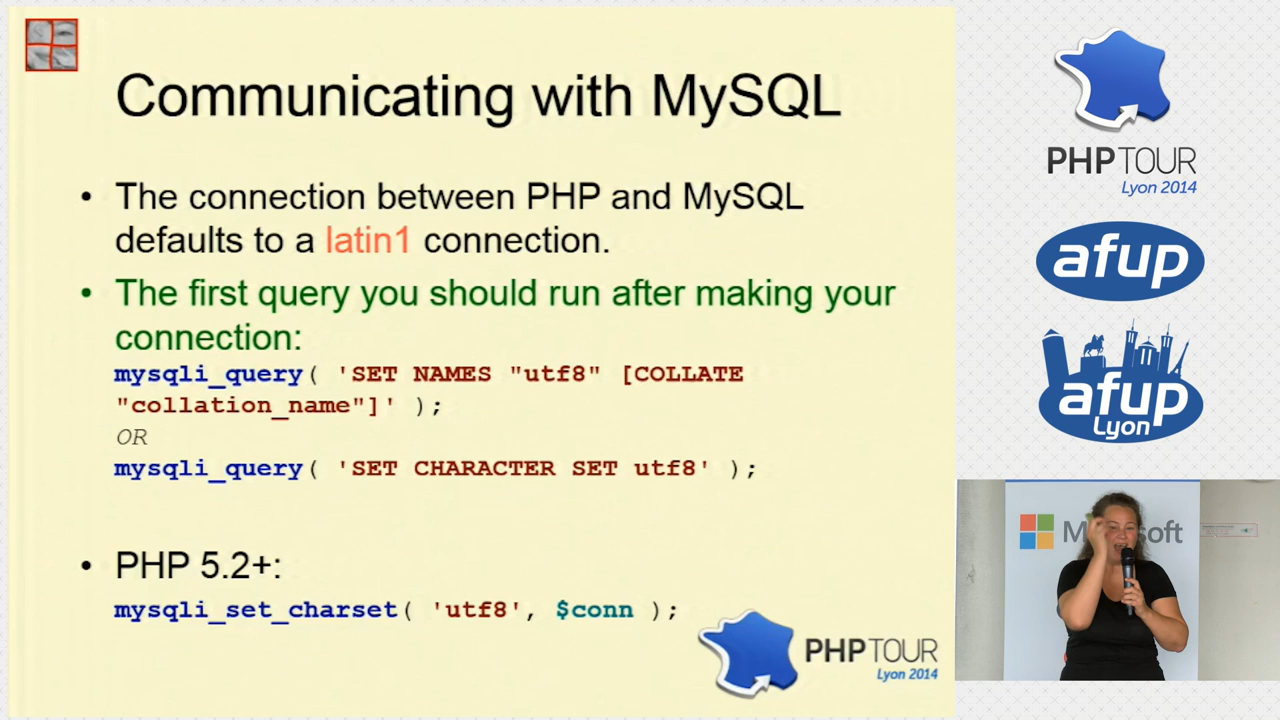 Communicating with MySQL
• The connection between PHP and MySQL
defaults to a latin1 connection.
• The first query you should run after making your
connection:
mysqli_query( 'SET NAMES "utf8" [COLLATE
"collation_name"]' );
OR
mysqli_query( 'SET CHARACTER SET utf8' );
• PHP 5.2+:
mysqli_set_charset( 'utf8', $conn );
PHPTOUR
Lyon 2014
PHPTOUR
Lyon 2014
afup
afup
Lyon